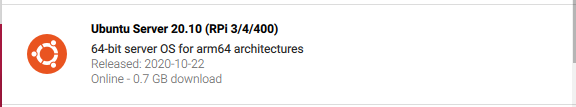 Ubuntu Server 20.10 (RPi 3/4/400)
64-bit server OS for arm64 architectures
Released: 2020-10-22
Online - 0.7 GB download